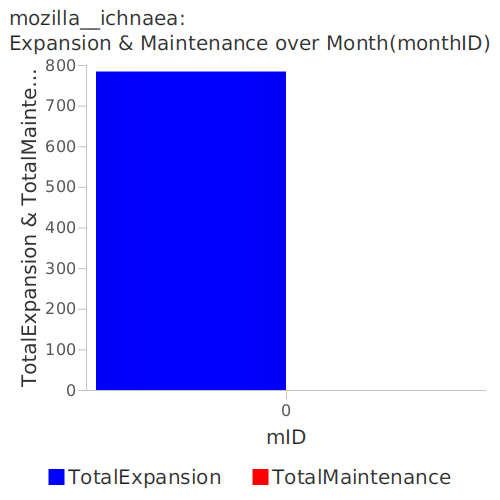 mozilla__ichnaea:
Expansion & Maintenance over Month(monthID)
TotalExpansion & TotalMainte...
800
700
600
500
400
300
200
100
0
0
mID
TotalExpansion TotalMaintenance